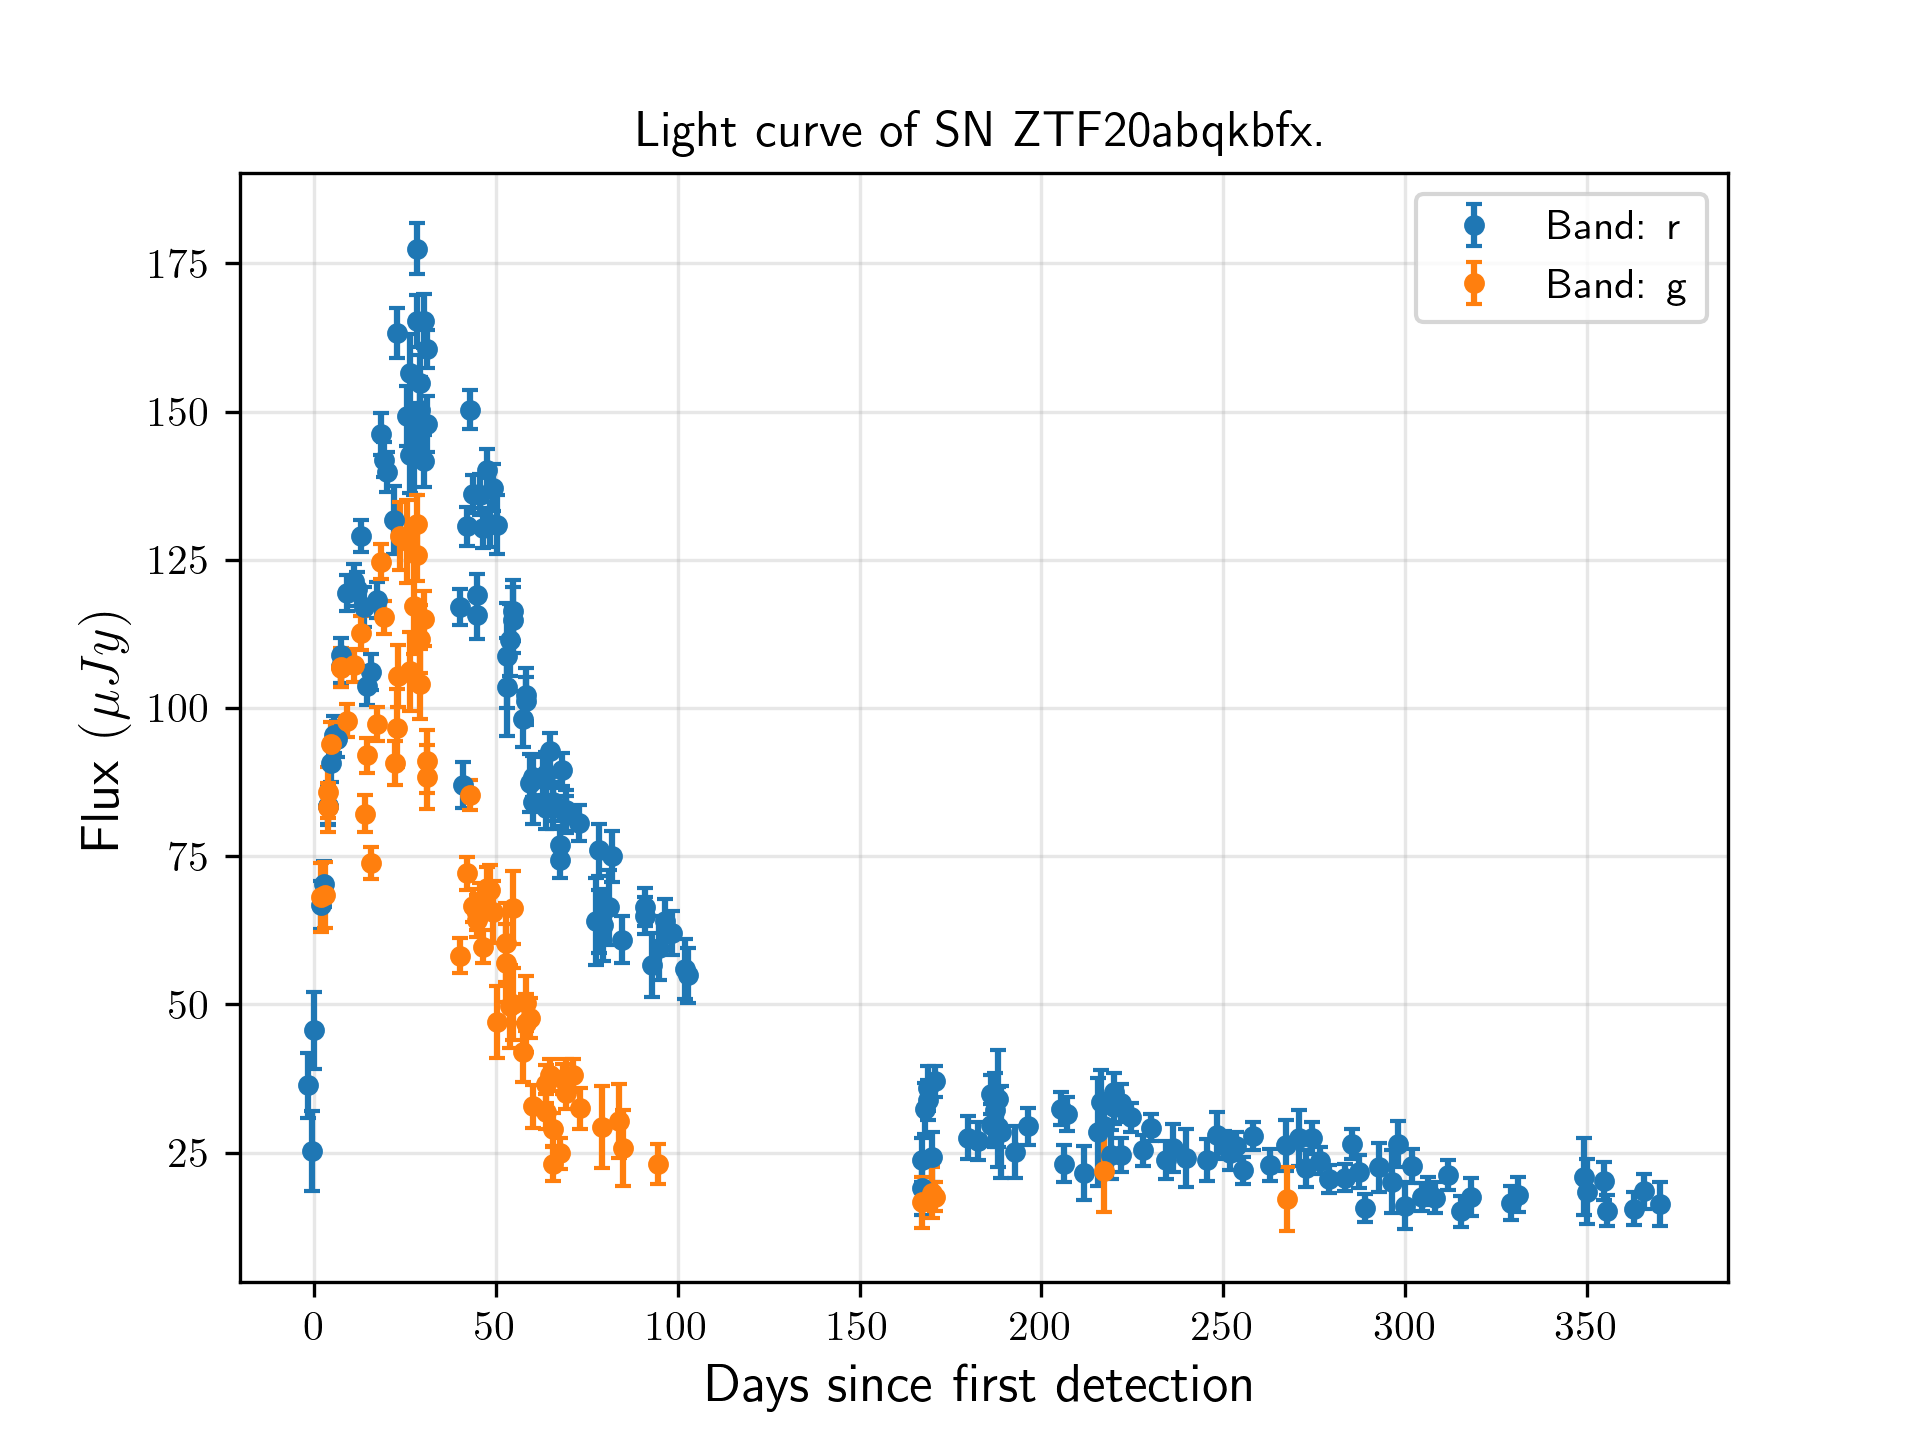 Light curve of SN ZTF20abqkbfx.
Band: r
Band: g
175
150
125
100
75
50
25
Flux (μJy)
0 50 100 150 200 250 300 350
Days since first detection